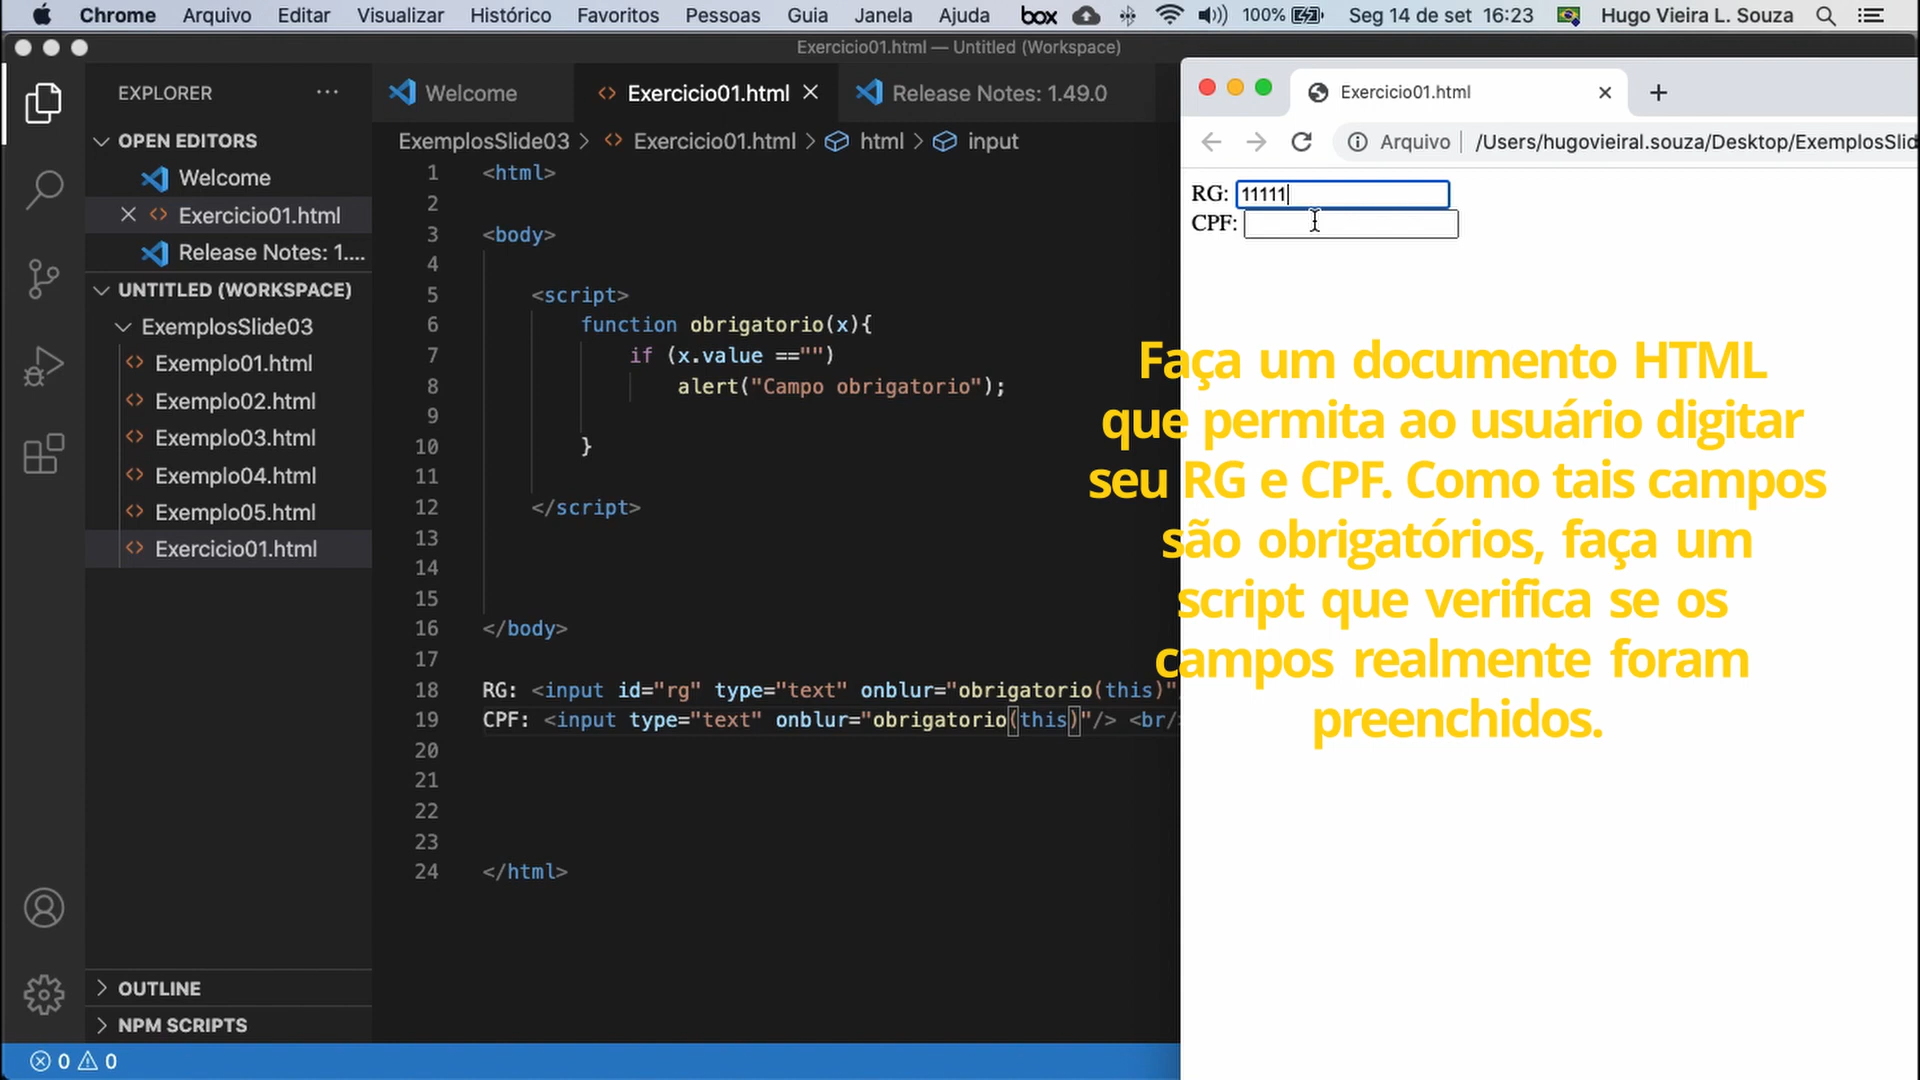 Chrome Arquivo Editar Visualizar Histórico Favoritos Pessoas Guia Janela Ajuda box 100% Seg 14 de set 16:23 Hugo Vieira L. Souza
Exercicio01.html — Untitled (Workspace)
EXPLORER ···
OPEN EDITORS
Welcome
Exercicio01.html
Release Notes: 1....
UNTITLED (WORKSPACE)
ExemplosSlide03
Exemplo01.html
Exemplo02.html
Exemplo03.html
Exemplo04.html
Exemplo05.html
Exercicio01.html
OUTLINE
NPM SCRIPTS
0 0
Welcome Exercicio01.html Release Notes: 1.49.0
ExemplosSlide03 > Exercicio01.html > html > input
1 <html>
2
3 <body>
4
5 <script>
6 function obrigatorio(x){
7 if (x.value =="")
8 alert("Campo obrigatorio");
9
10 }
11
12 </script>
13
14
15
16 </body>
17
18 RG: <input id="rg" type="text" onblur="obrigatorio(this)"
19 CPF: <input type="text" onblur="obrigatorio(this)"/> <br/
20
21
22
23
24 </html>
Exercicio01.html
Arquivo /Users/hugovieiral.souza/Desktop/ExemplosSlid
RG: 11111
CPF:
Faça um documento HTML
que permita ao usuário digitar
seu RG e CPF. Como tais campos
são obrigatórios, faça um
script que verifica se os
campos realmente foram
preenchidos.